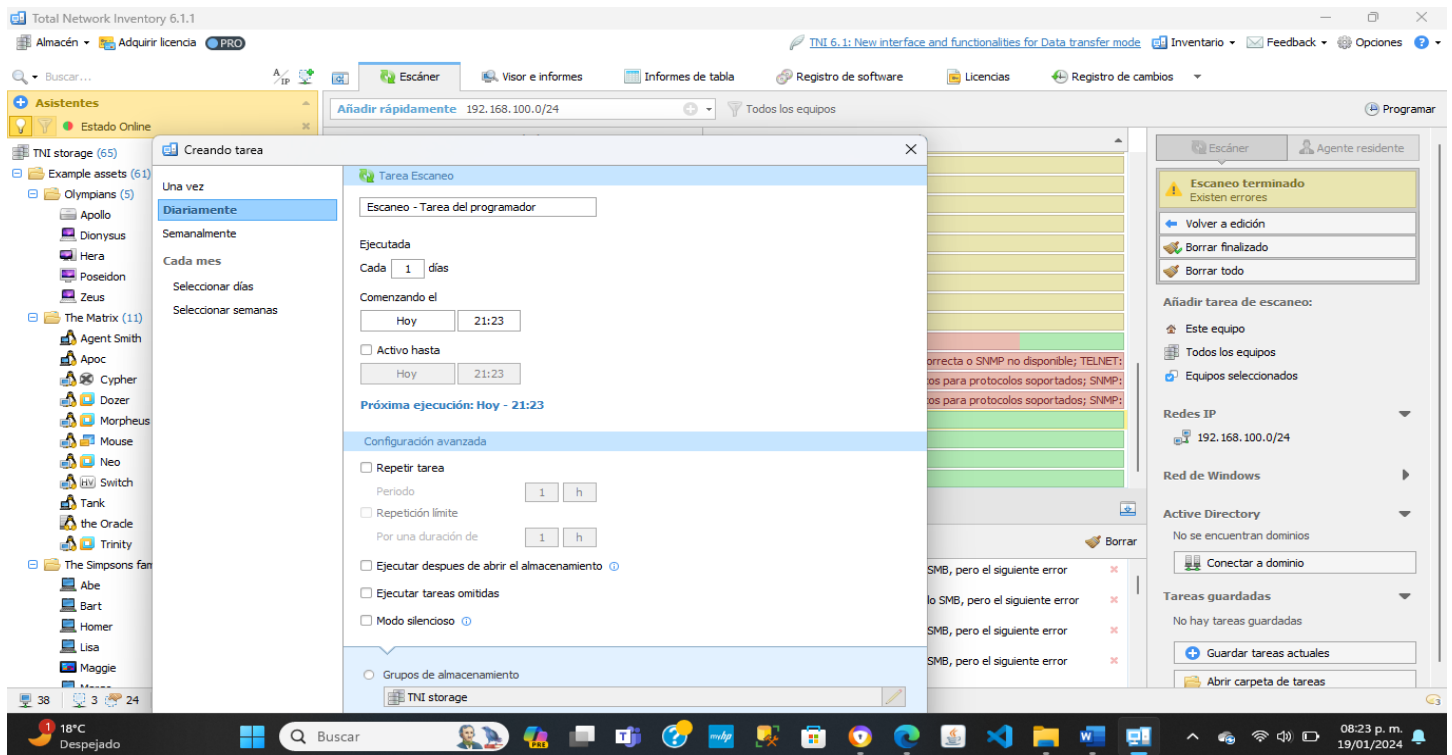 Total Network Inventory 6.1.1
Almacén Adquirir licencia PRO
TNI 6.1: New interface and functionalities for Data transfer mode Inventario Feedback Opciones
Buscar... A/IP
Escáner Visor e informes Informes de tabla Registro de software Licencias Registro de cambios
Asistentes
Estado Online
Añadir rápidamente 192.168.100.0/24 Todos los equipos Programar
TNI storage (65)
Example assets (61)
Olympians (5)
Apollo
Dionysus
Hera
Poseidon
Zeus
The Matrix (11)
Agent Smith
Apoc
Cypher
Dozer
Morpheus
Mouse
Neo
HV Switch
Tank
the Oracle
Trinity
The Simpsons fam
Abe
Bart
Homer
Lisa
Maggie
38 3 24
Creando tarea
Una vez
Diariamente
Semanalmente
Cada mes
Seleccionar días
Seleccionar semanas
Tarea Escaneo
Escaneo - Tarea del programador
Ejecutada
Cada 1 días
Comenzando el
Hoy 21:23
Activo hasta
Hoy 21:23
Próxima ejecución: Hoy - 21:23
Configuración avanzada
Repetir tarea
Periodo 1 h
Repetición límite
Por una duración de 1 h
Ejecutar despues de abrir el almacenamiento
Ejecutar tareas omitidas
Modo silencioso
Grupos de almacenamiento
TNI storage
orrecta o SNMP no disponible; TELNET:
tos para protocolos soportados; SNMP:
tos para protocolos soportados; SNMP:
Borrar
SMB, pero el siguiente error
lo SMB, pero el siguiente error
SMB, pero el siguiente error
SMB, pero el siguiente error
Escáner Agente residente
Escaneo terminado
Existen errores
Volver a edición
Borrar finalizado
Borrar todo
Añadir tarea de escaneo:
Este equipo
Todos los equipos
Equipos seleccionados
Redes IP
192.168.100.0/24
Red de Windows
Active Directory
No se encuentran dominios
Conectar a dominio
Tareas guardadas
No hay tareas guardadas
Guardar tareas actuales
Abrir carpeta de tareas
3
1
18°C
Despejado
Buscar
PRE
myhp
08:23 p. m.
19/01/2024